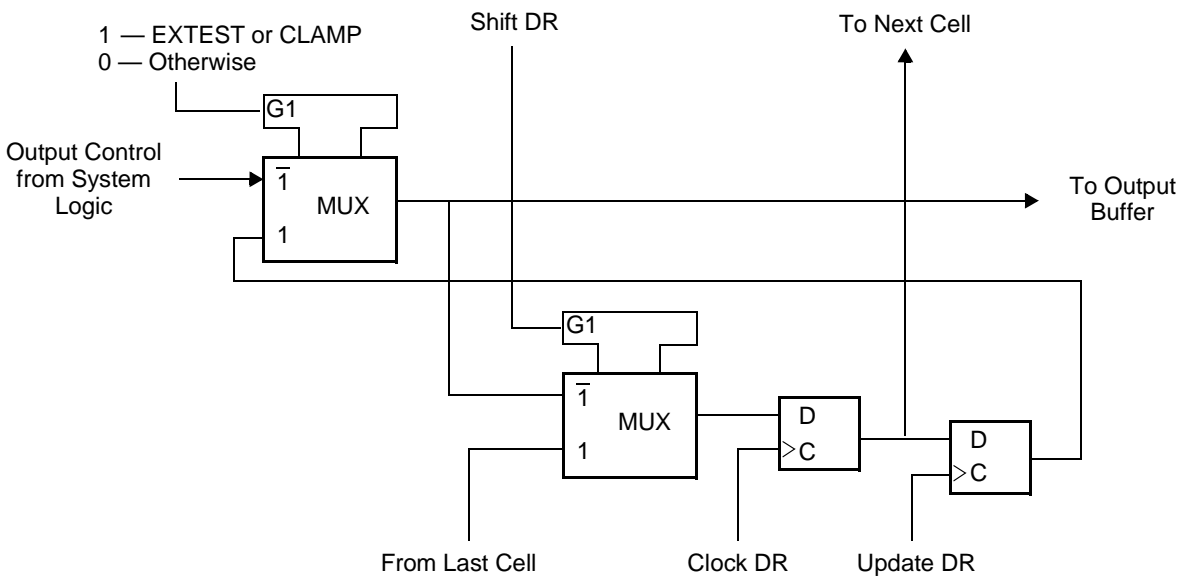 1 — EXTEST or CLAMP
0 — Otherwise
Shift DR
To Next Cell
G1
Output Control
from System
Logic
1̅
MUX
1
To Output
Buffer
G1
1̅
MUX
1
D
C
D
C
From Last Cell
Clock DR
Update DR